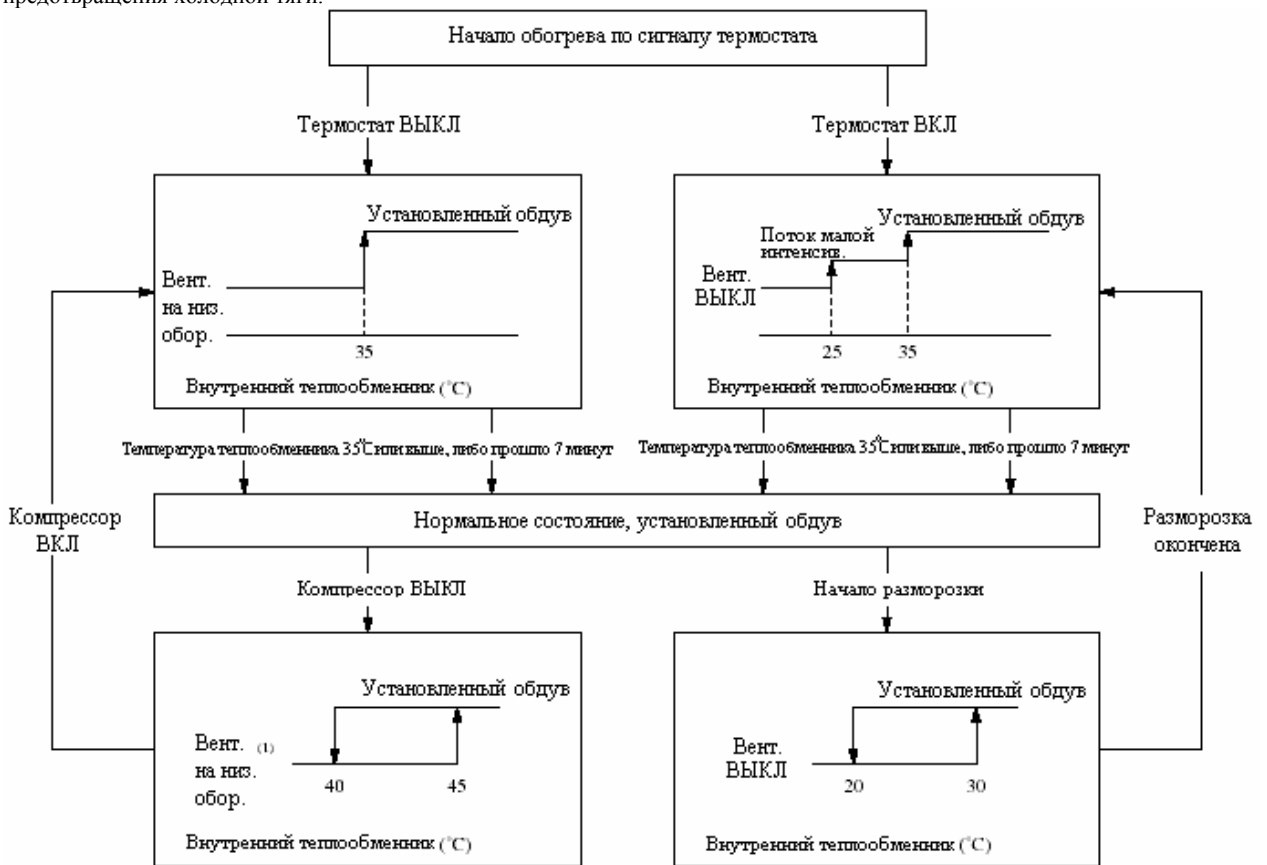 предотвращения холодной тяги.
Начало обогрева по сигналу термостата
Термостат ВЫКЛ
Термостат ВКЛ
Установленный обдув
Вент.
на низ.
обор.
35
Внутренний теплообменник (°C)
Установленный обдув
Поток малой
интенсив.
Вент.
ВЫКЛ
25 35
Внутренний теплообменник (°C)
Температура теплообменника 35°С или выше, либо прошло 7 минут
Температура теплообменника 35°С или выше, либо прошло 7 минут
Компрессор
ВКЛ
Нормальное состояние, установленный обдув
Разморозка
окончена
Компрессор ВЫКЛ
Начало разморозки
Установленный обдув
Вент. (1)
на низ.
обор.
40 45
Внутренний теплообменник (°C)
Установленный обдув
Вент.
ВЫКЛ
20 30
Внутренний теплообменник (°C)